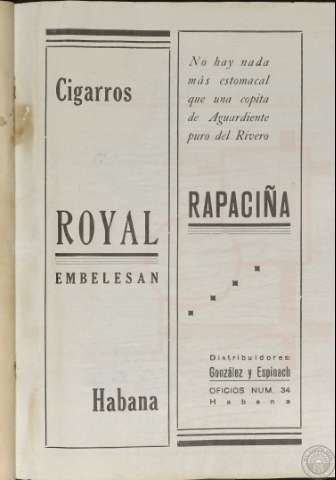 Cigarros
ROYAL
EMBELESAN
Habana
No hay nada
más estomacal
que una copita
de Aguardiente
puro del Rivero
RAPACIÑA
Distribuidores:
González y Espinach
OFICIOS NUM. 34
Habana